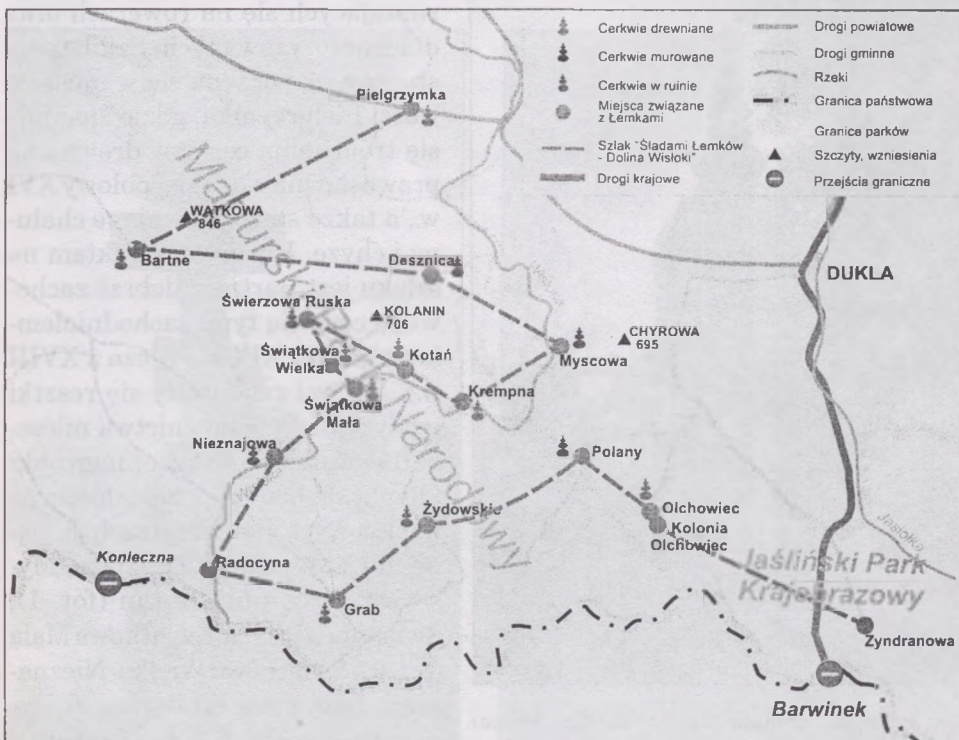 Cerkwie drewniane
Cerkwie murowane
Cerkwie w ruinie
Miejsca związane
z Łemkami
Szlak "Śladami Łemków
- Dolina Wisłoki"
Drogi krajowe
Drogi powiatowe
Drogi gminne
Rzeki
Granica państwowa
Granice parków
Szczyty, wzniesienia
Przejścia graniczne
Pielgrzymka
WĄTKOWA
846
Bartne
Desznica
DUKLA
Świerzowa Ruska
KOLANIN
706
CHYROWA
695
Myscowa
Świątkowa
Wielka
Kotań
Krempna
Świątkowa
Mała
Nieznajowa
Polany
Żydowskie
Olchowiec
Kolonia
Olchowiec
Jasiołka
Konieczna
Radocyna
Grab
Jaśliński Park
Krajobrazowy
Zyndranowa
Barwinek